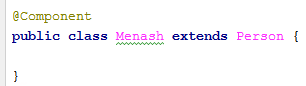 @Component
public class Menash extends Person {
}